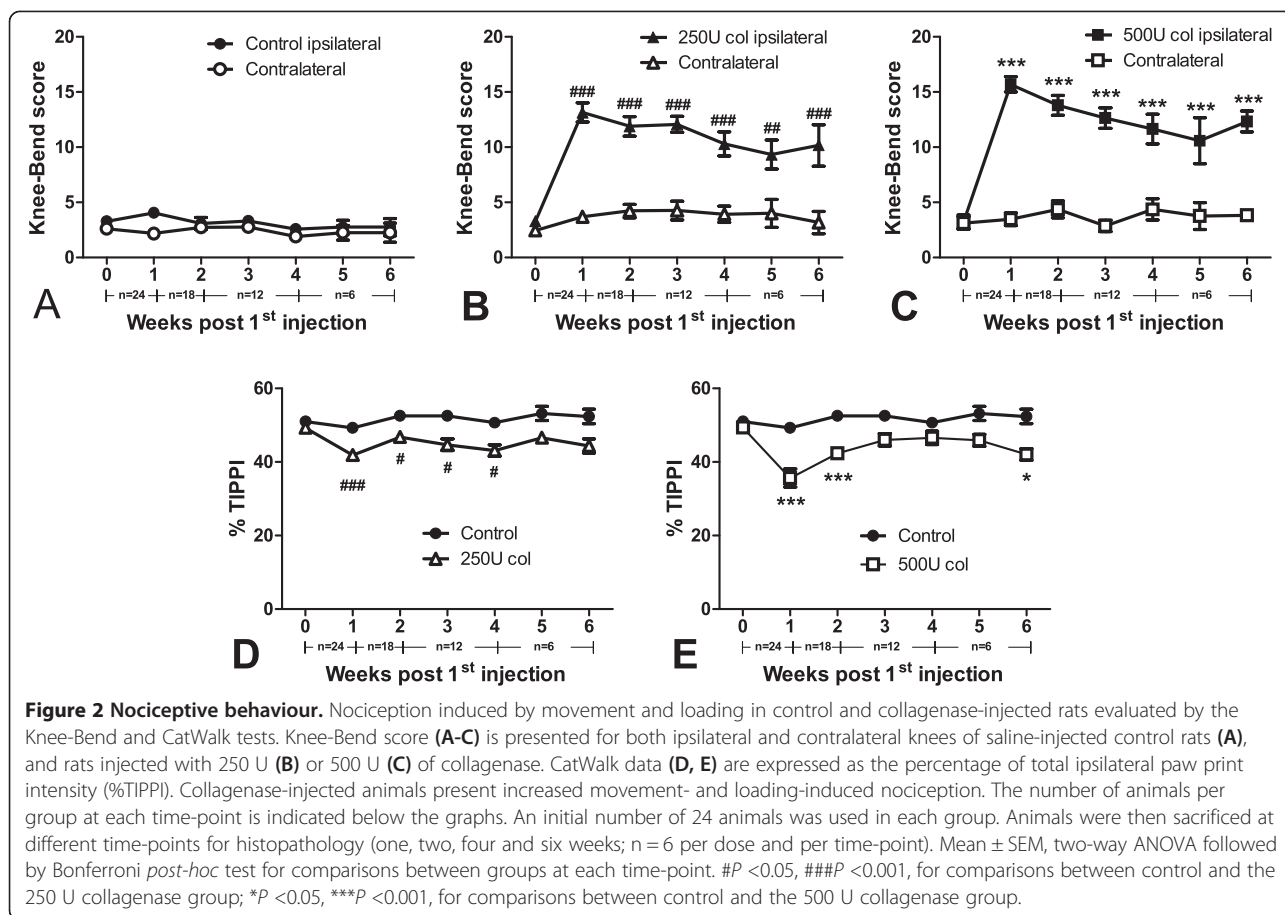 Control ipsilateral
Contralateral
Knee-Bend score
20
15
10
5
0
0 1 2 3 4 5 6
n=24 n=18 n=12 n=6
A
Weeks post 1st injection
250U col ipsilateral
Contralateral
Knee-Bend score
20
15
10
5
0
### ### ### ### ## ###
0 1 2 3 4 5 6
n=24 n=18 n=12 n=6
B
Weeks post 1st injection
500U col ipsilateral
Contralateral
Knee-Bend score
20
15
10
5
0
*** *** *** *** *** ***
0 1 2 3 4 5 6
n=24 n=18 n=12 n=6
C
Weeks post 1st injection
% TIPPI
60
40
20
0
### # # #
Control
250U col
0 1 2 3 4 5 6
n=24 n=18 n=12 n=6
D
Weeks post 1st injection
% TIPPI
60
40
20
0
*** *** *
Control
500U col
0 1 2 3 4 5 6
n=24 n=18 n=12 n=6
E
Weeks post 1st injection
Figure 2 Nociceptive behaviour. Nociception induced by movement and loading in control and collagenase-injected rats evaluated by the
Knee-Bend and CatWalk tests. Knee-Bend score (A-C) is presented for both ipsilateral and contralateral knees of saline-injected control rats (A),
and rats injected with 250 U (B) or 500 U (C) of collagenase. CatWalk data (D, E) are expressed as the percentage of total ipsilateral paw print
intensity (%TIPPI). Collagenase-injected animals present increased movement- and loading-induced nociception. The number of animals per
group at each time-point is indicated below the graphs. An initial number of 24 animals was used in each group. Animals were then sacrificed at
different time-points for histopathology (one, two, four and six weeks; n = 6 per dose and per time-point). Mean ± SEM, two-way ANOVA followed
by Bonferroni post-hoc test for comparisons between groups at each time-point. #P <0.05, ###P <0.001, for comparisons between control and the
250 U collagenase group; *P <0.05, ***P <0.001, for comparisons between control and the 500 U collagenase group.